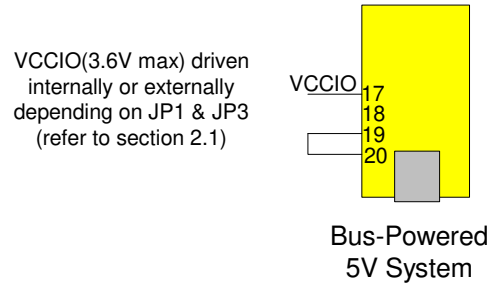 VCCIO(3.6V max) driven
internally or externally
depending on JP1 & JP3
(refer to section 2.1)
VCCIO
17
18
19
20
Bus-Powered
5V System